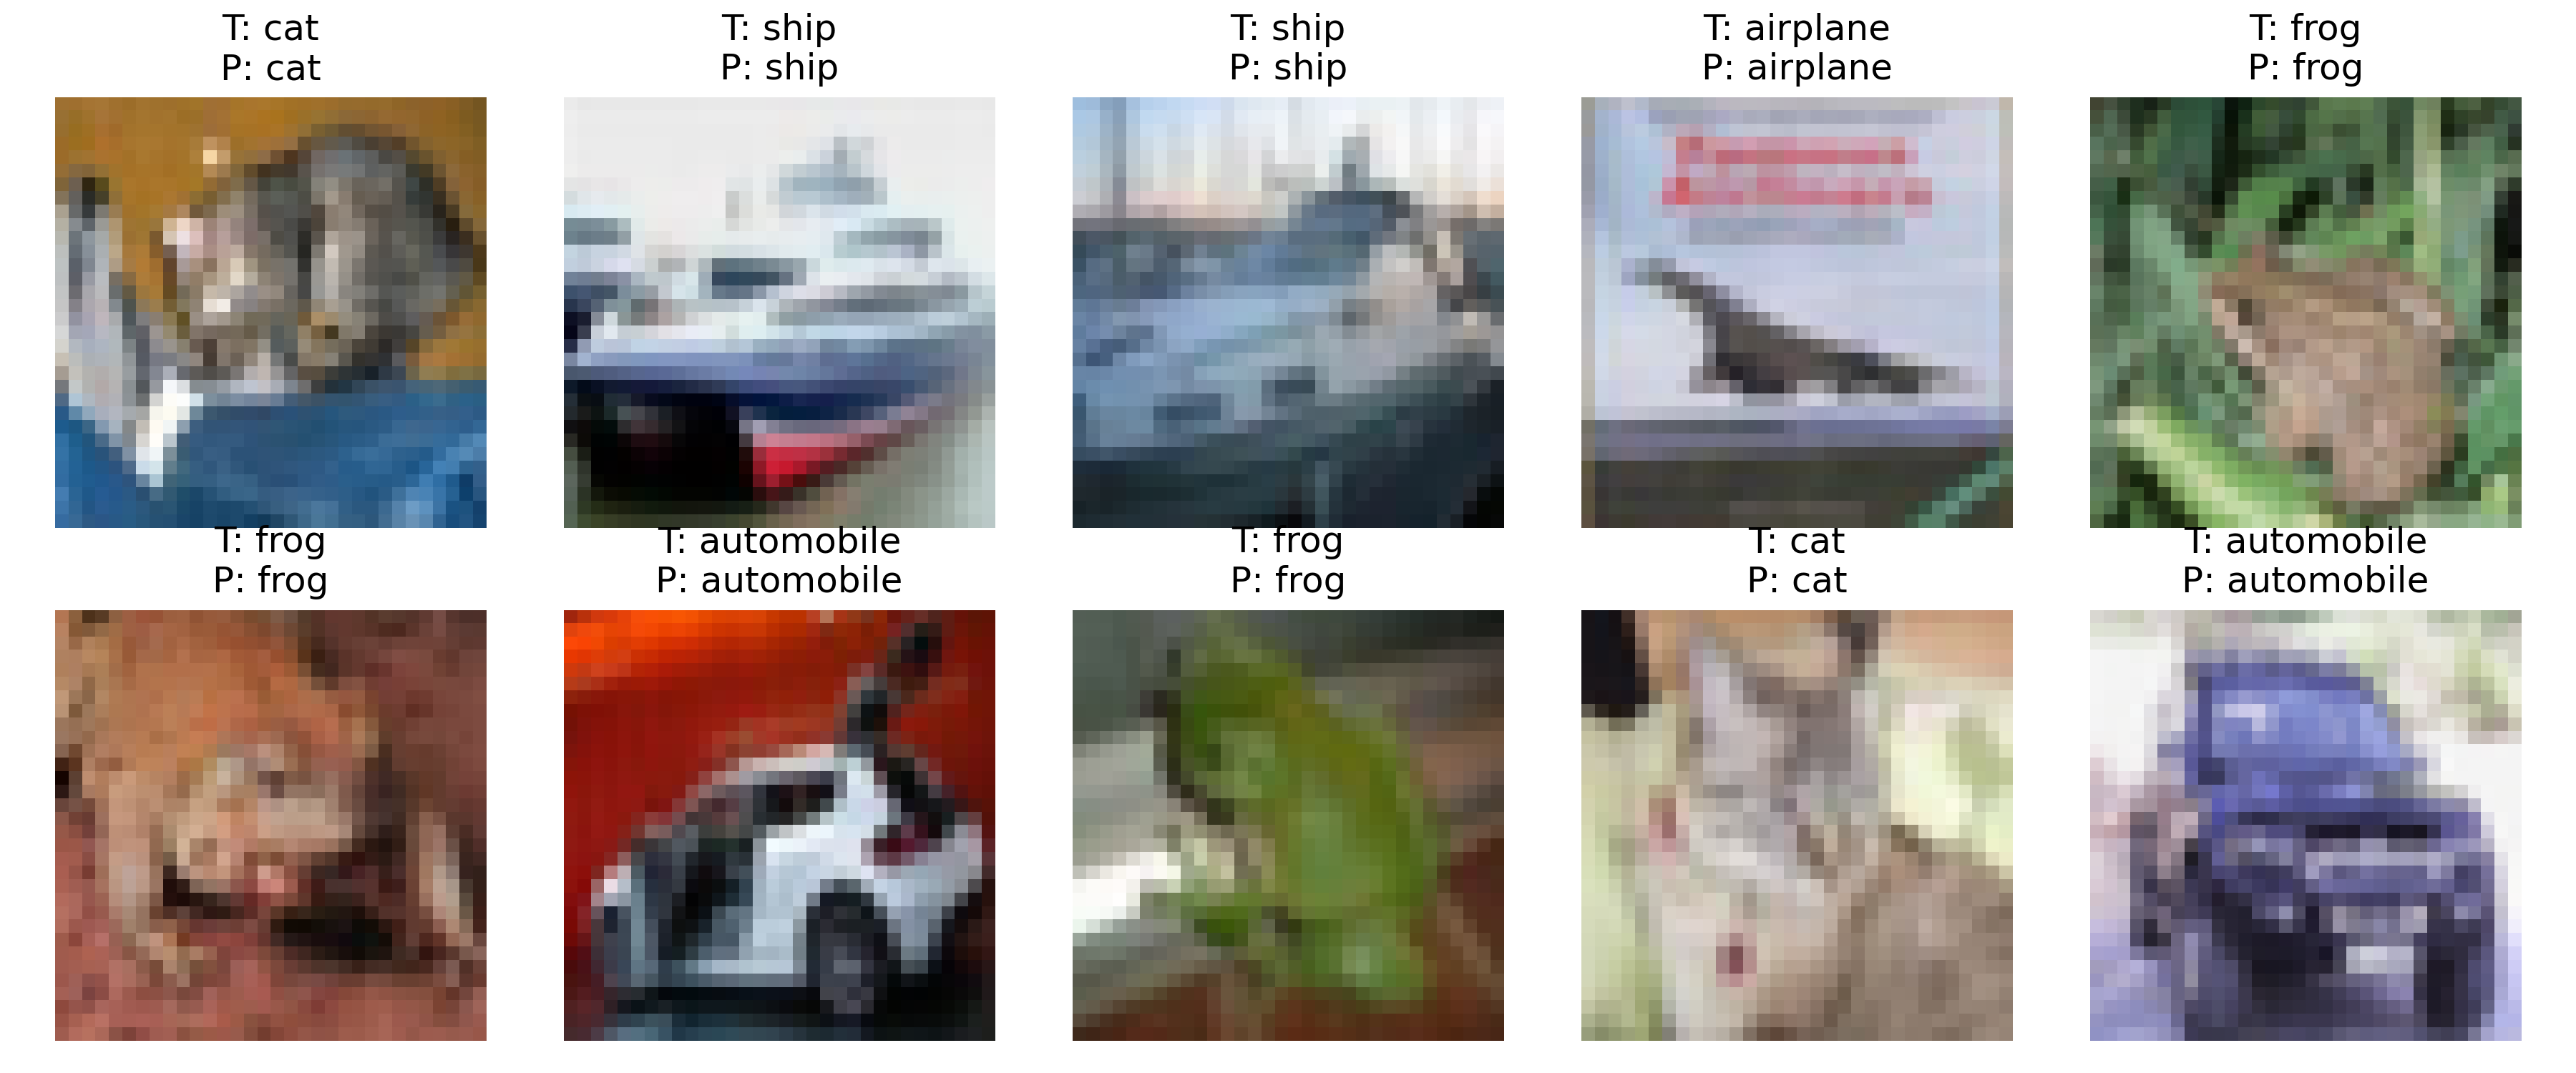 T: cat
P: cat
T: ship
P: ship
T: ship
P: ship
T: airplane
P: airplane
T: frog
P: frog
T: frog
P: frog
T: automobile
P: automobile
T: frog
P: frog
T: cat
P: cat
T: automobile
P: automobile